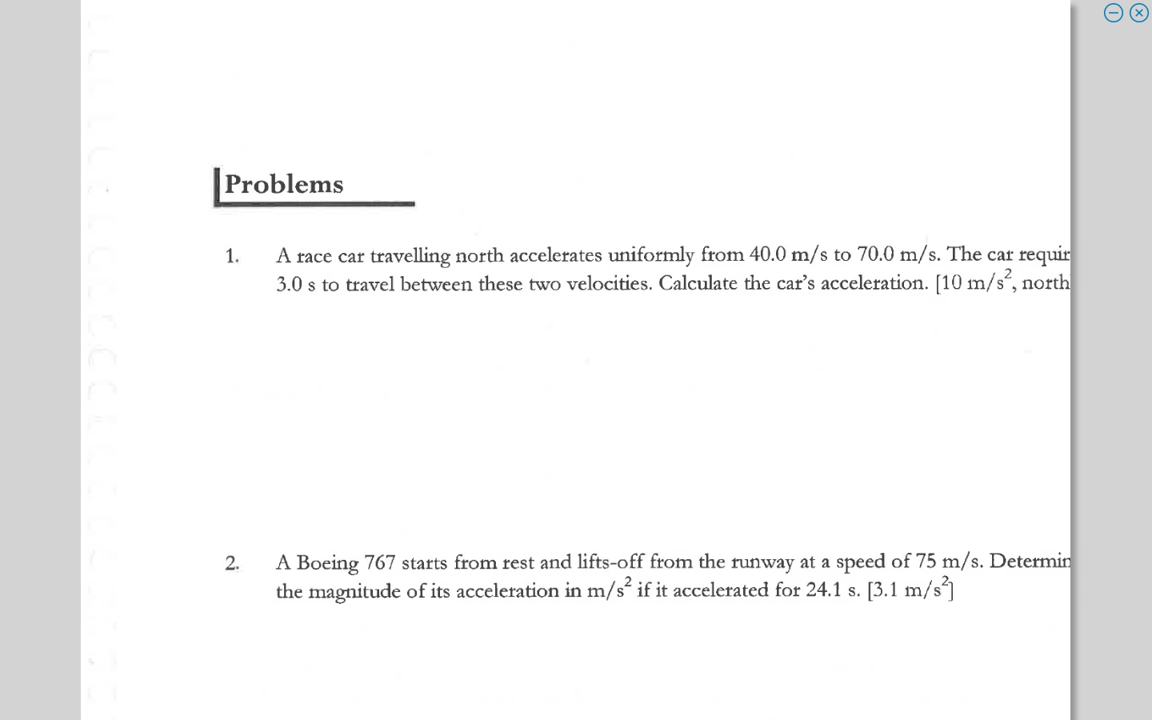 Problems
1. A race car travelling north accelerates uniformly from 40.0 m/s to 70.0 m/s. The car requir
3.0 s to travel between these two velocities. Calculate the car's acceleration. [10 m/s², north
2. A Boeing 767 starts from rest and lifts-off from the runway at a speed of 75 m/s. Determin
the magnitude of its acceleration in m/s² if it accelerated for 24.1 s. [3.1 m/s²]